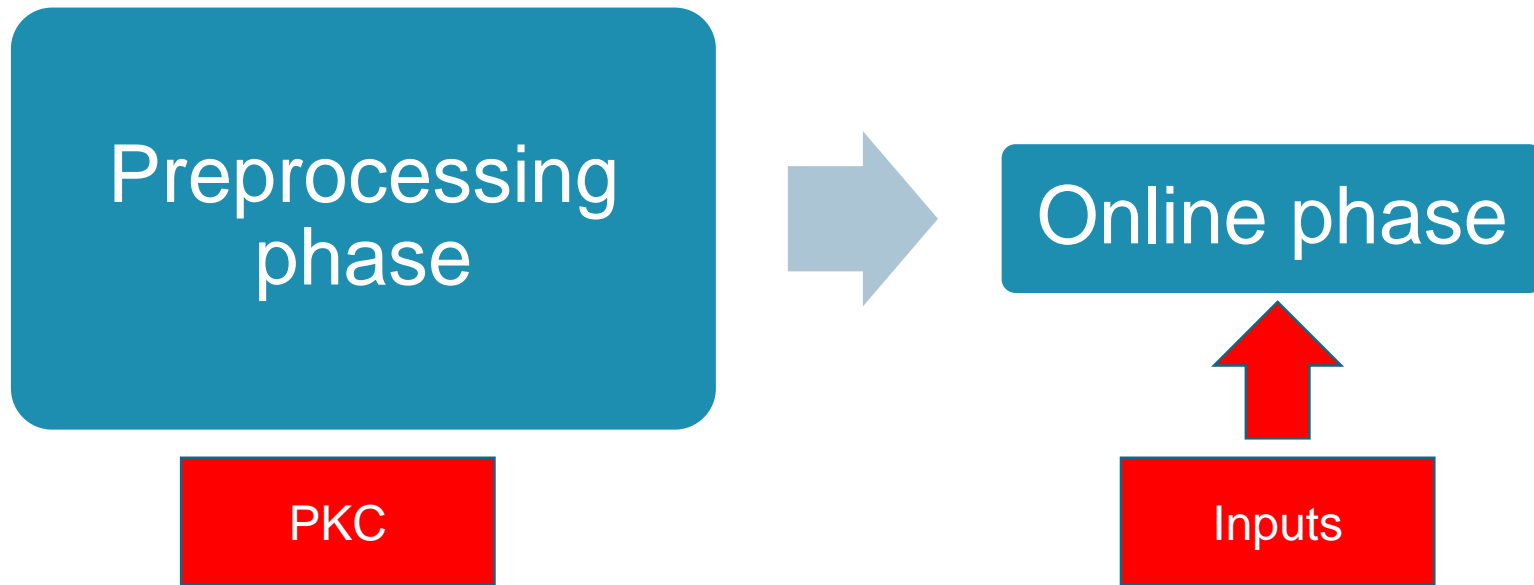 Preprocessing
phase
Online phase
PKC
Inputs